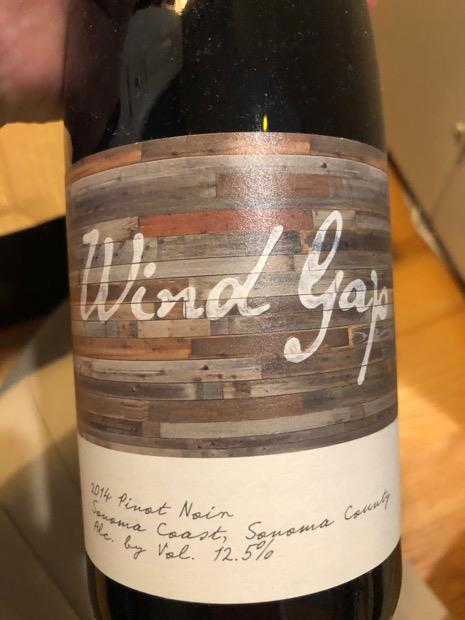 Wind Gap
2014 Pinot Noir
Sonoma Coast, Sonoma County
Alc. by Vol. 12.5%